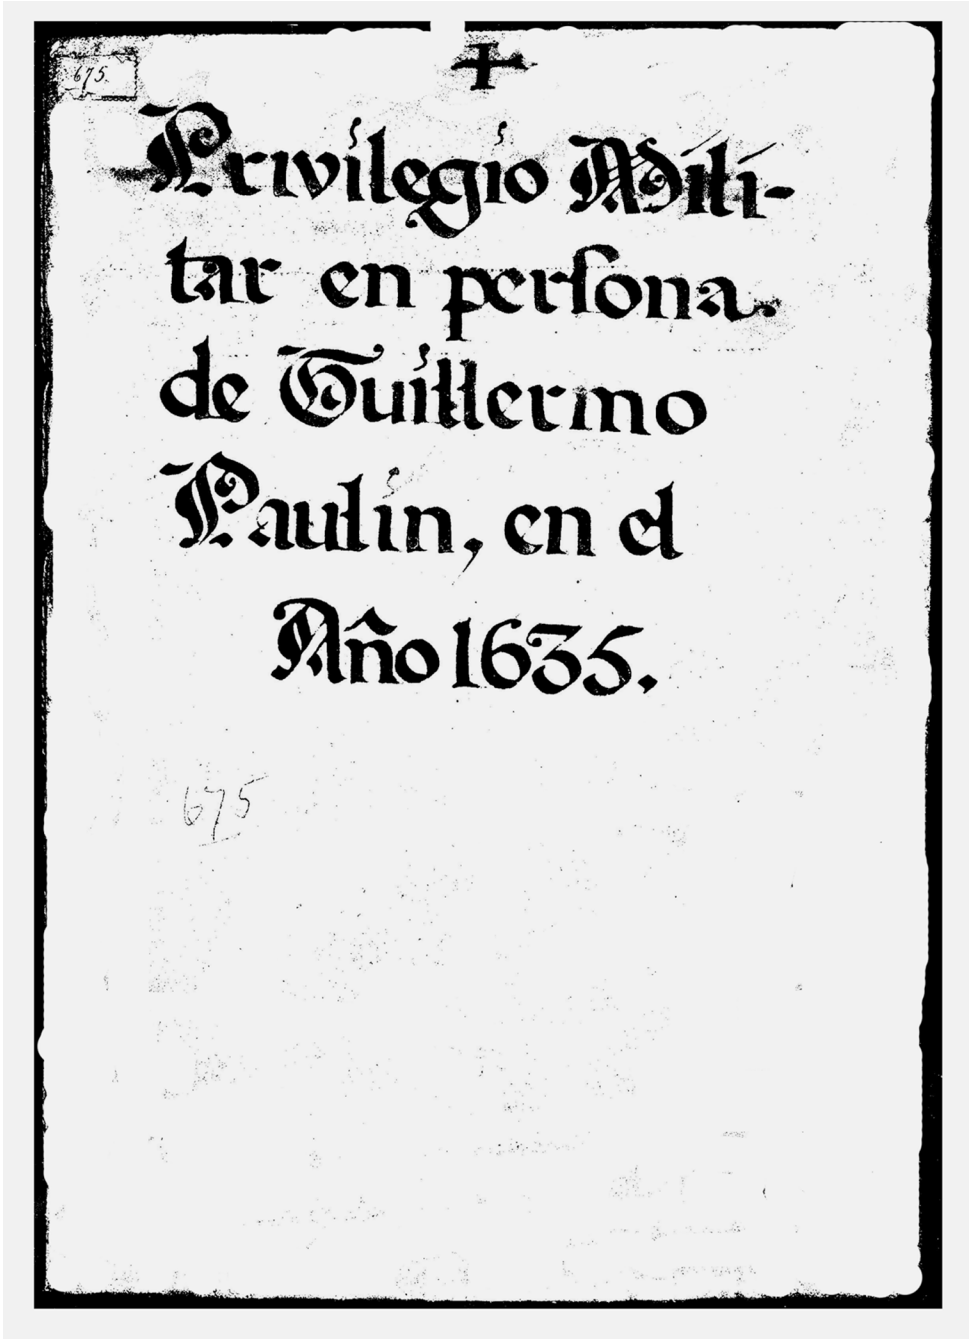 675.
+
Privilegio Mili-
tar en perſona.
de Guillermo
Paulin, en el
Año 1635.
675